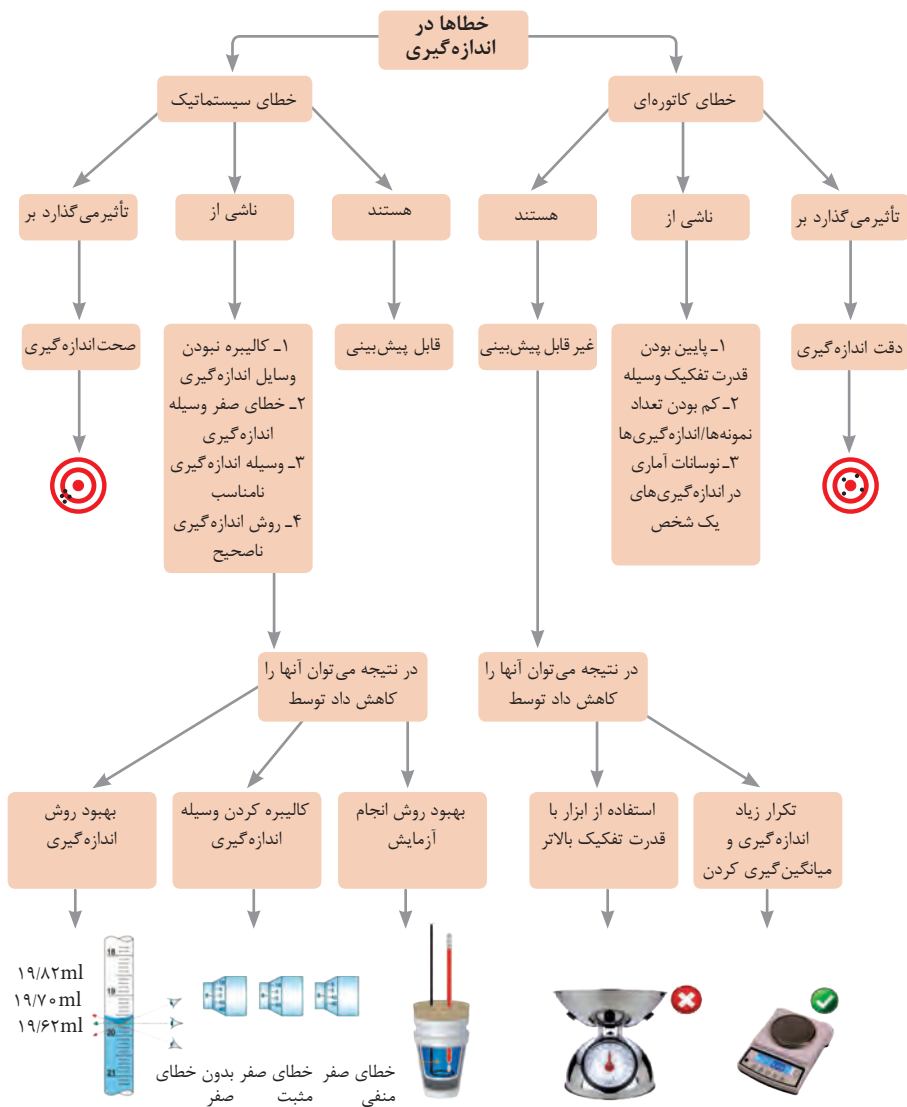 خطاها در
اندازه‌گیری
خطای کاتوره‌ای
خطای سیستماتیک
تأثیرمی‌گذارد بر
ناشی از
هستند
هستند
ناشی از
تأثیرمی‌گذارد بر
دقت اندازه‌گیری
۱ـ پایین بودن
قدرت تفکیک وسیله
۲ـ کم بودن تعداد
نمونه‌ها/اندازه‌گیری‌ها
۳ـ نوسانات آماری
در اندازه‌گیری‌های
یک شخص
غیر قابل پیش‌بینی
قابل پیش‌بینی
۱ـ کالیبره نبودن
وسایل اندازه‌گیری
۲ـ خطای صفر وسیله
اندازه‌گیری
۳ـ وسیله اندازه‌گیری
نامناسب
۴ـ روش اندازه‌گیری
ناصحیح
صحت‌اندازه‌گیری
در نتیجه می‌توان آنها را
کاهش داد توسط
در نتیجه می‌توان آنها را
کاهش داد توسط
تکرار زیاد
اندازه‌گیری و
میانگین‌گیری کردن
استفاده از ابزار با
قدرت تفکیک بالاتر
بهبود روش انجام
آزمایش
کالیبره کردن وسیله
اندازه‌گیری
بهبود روش
اندازه‌گیری
خطای صفر
منفی
خطای صفر
مثبت
بدون خطای
صفر
18
19
20
21
۱۹/۸۲ml
۱۹/۷۰ml
۱۹/۶۲ml